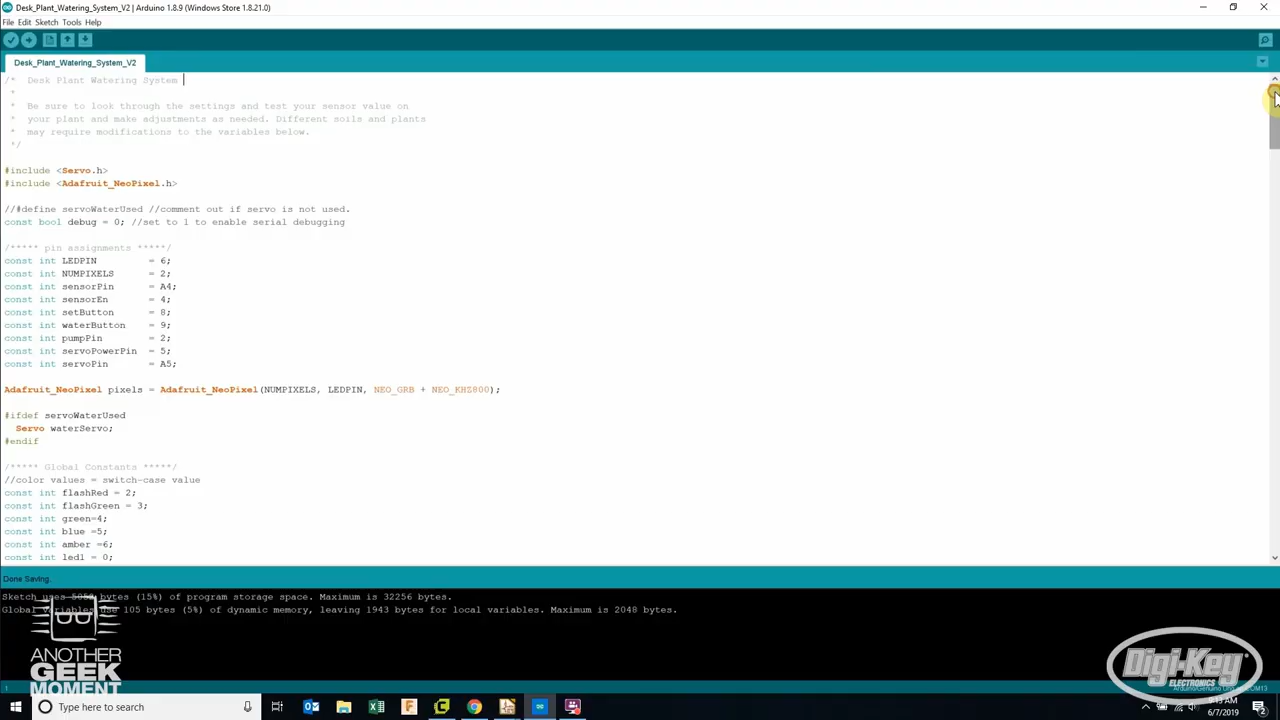 Desk_Plant_Watering_System_V2 | Arduino 1.8.9 (Windows Store 1.8.21.0)
File Edit Sketch Tools Help
Desk_Plant_Watering_System_V2
/*  Desk Plant Watering System
 *
 *  Be sure to look through the settings and test your sensor value on
 *  your plant and make adjustments as needed. Different soils and plants
 *  may require modifications to the variables below.
 */
#include <Servo.h>
#include <Adafruit_NeoPixel.h>
//#define servoWaterUsed //comment out if servo is not used.
const bool debug = 0; //set to 1 to enable serial debugging
/***** pin assignments *****/
const int LEDPIN         = 6;
const int NUMPIXELS      = 2;
const int sensorPin      = A4;
const int sensorEn       = 4;
const int setButton      = 8;
const int waterButton    = 9;
const int pumpPin        = 2;
const int servoPowerPin  = 5;
const int servoPin       = A5;
Adafruit_NeoPixel pixels = Adafruit_NeoPixel(NUMPIXELS, LEDPIN, NEO_GRB + NEO_KHZ800);
#ifdef servoWaterUsed
  Servo waterServo;
#endif
/***** Global Constants *****/
//color values = switch-case value
const int flashRed = 2;
const int flashGreen = 3;
const int green=4;
const int blue =5;
const int amber =6;
const int led1 = 0;
Done Saving.
Sketch uses 5058 bytes (15%) of program storage space. Maximum is 32256 bytes.
Global variables use 105 bytes (5%) of dynamic memory, leaving 1943 bytes for local variables. Maximum is 2048 bytes.
ANOTHER
GEEK
MOMENT
Digi-Key
ELECTRONICS
1
Type here to search
9:13 AM
6/7/2019
2